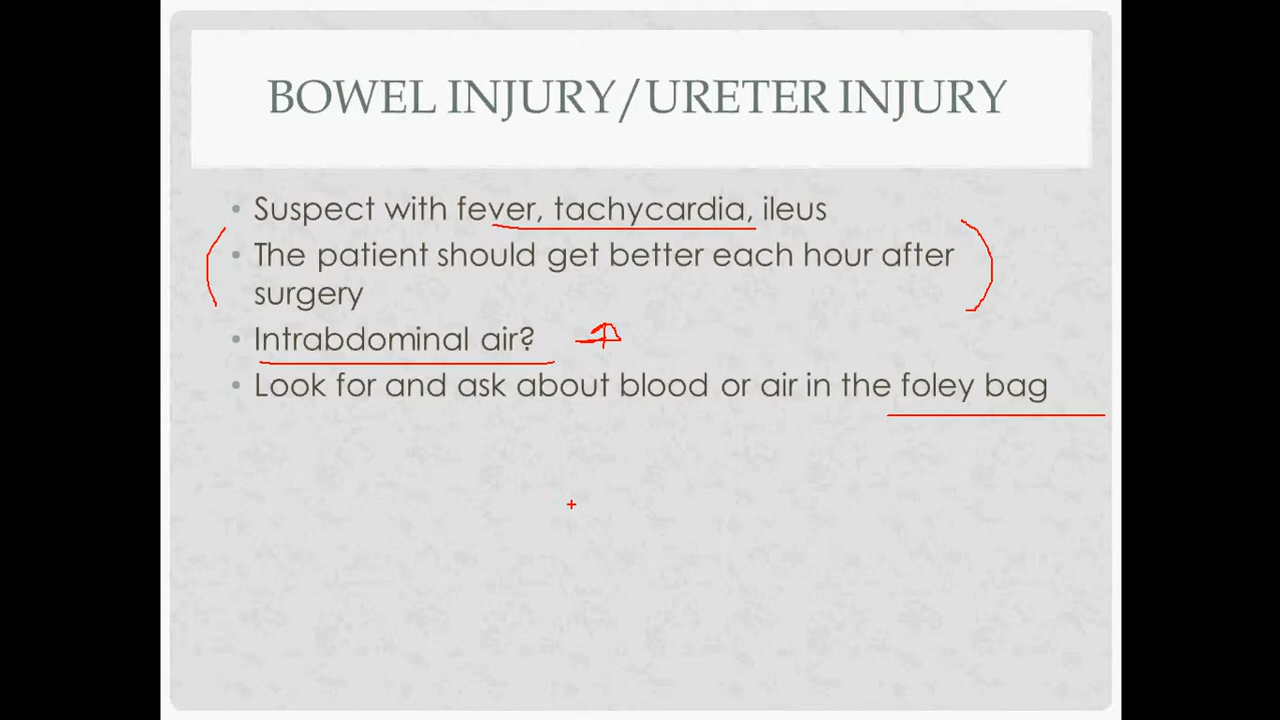 BOWEL INJURY/URETER INJURY
• Suspect with fever, tachycardia, ileus
• The patient should get better each hour after
surgery
• Intrabdominal air?
• Look for and ask about blood or air in the foley bag